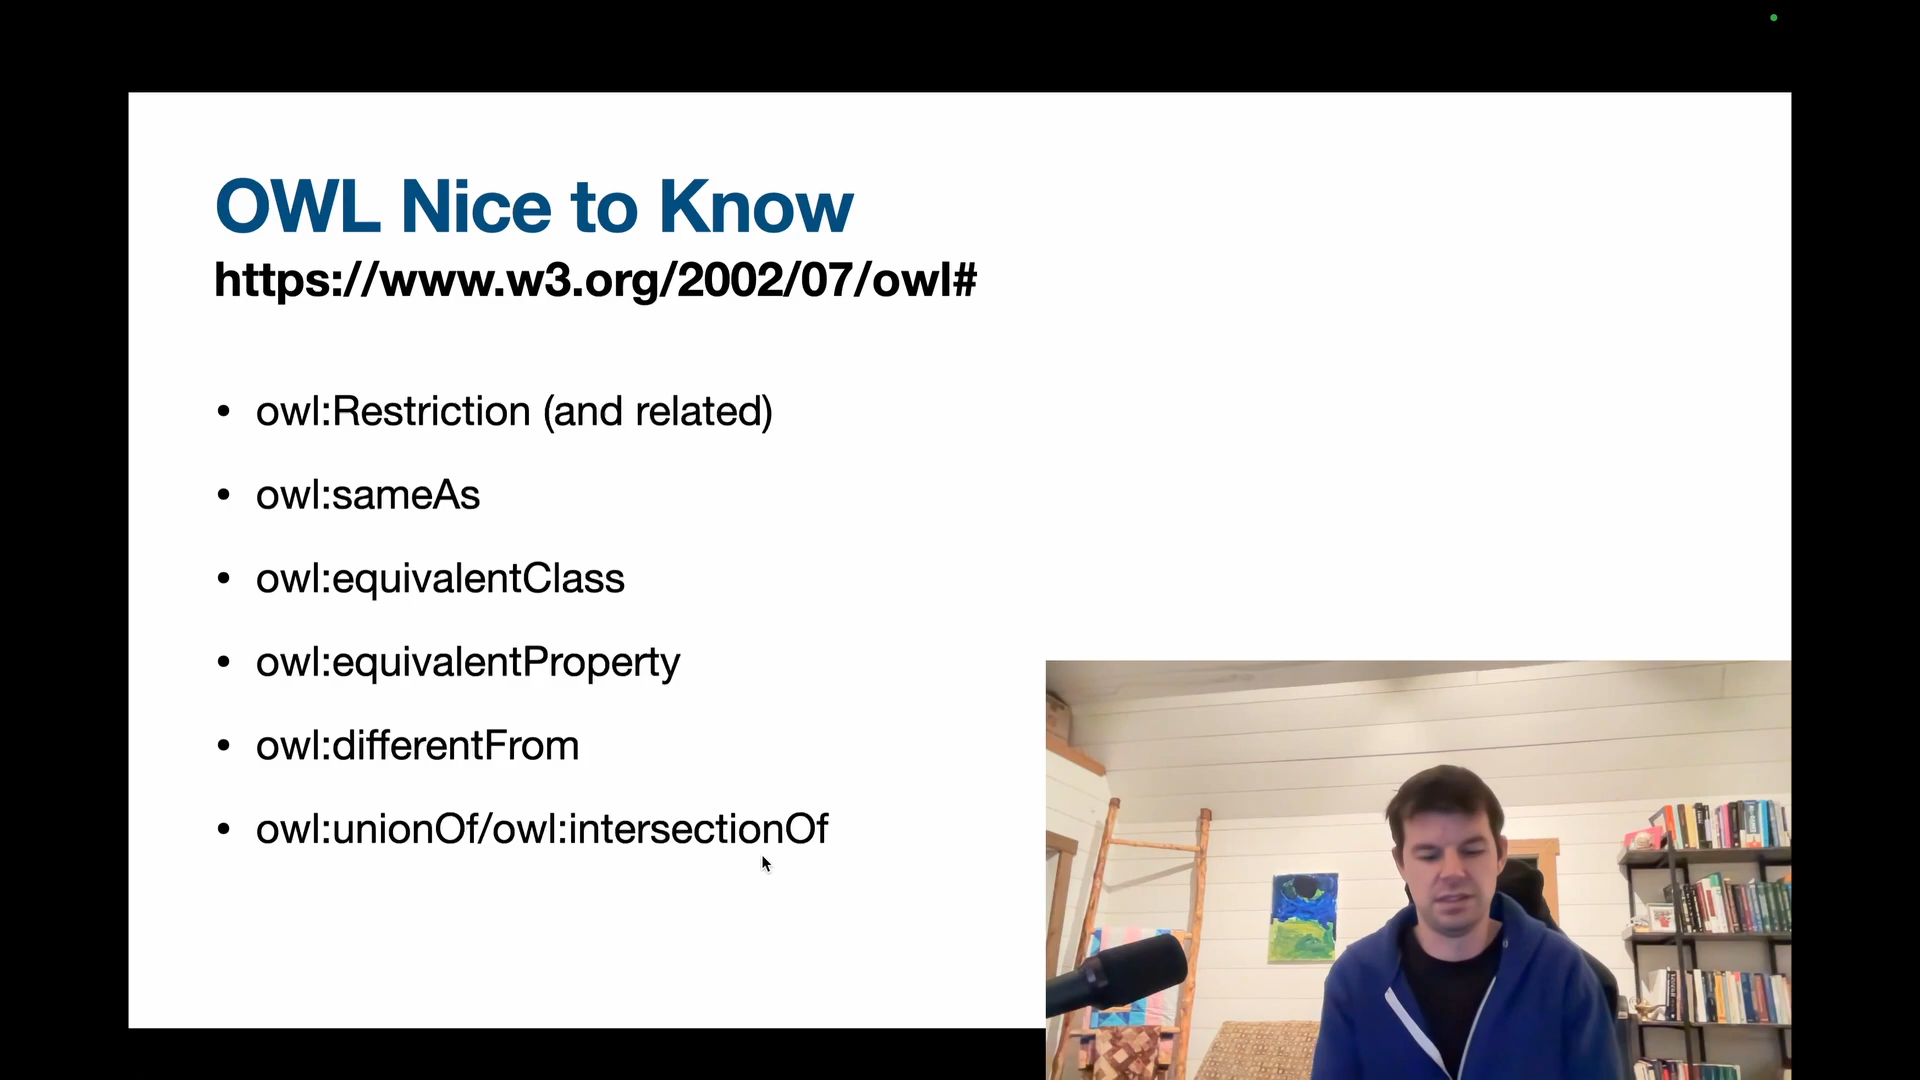 OWL Nice to Know
https://www.w3.org/2002/07/owl#
• owl:Restriction (and related)
• owl:sameAs
• owl:equivalentClass
• owl:equivalentProperty
• owl:differentFrom
• owl:unionOf/owl:intersectionOf